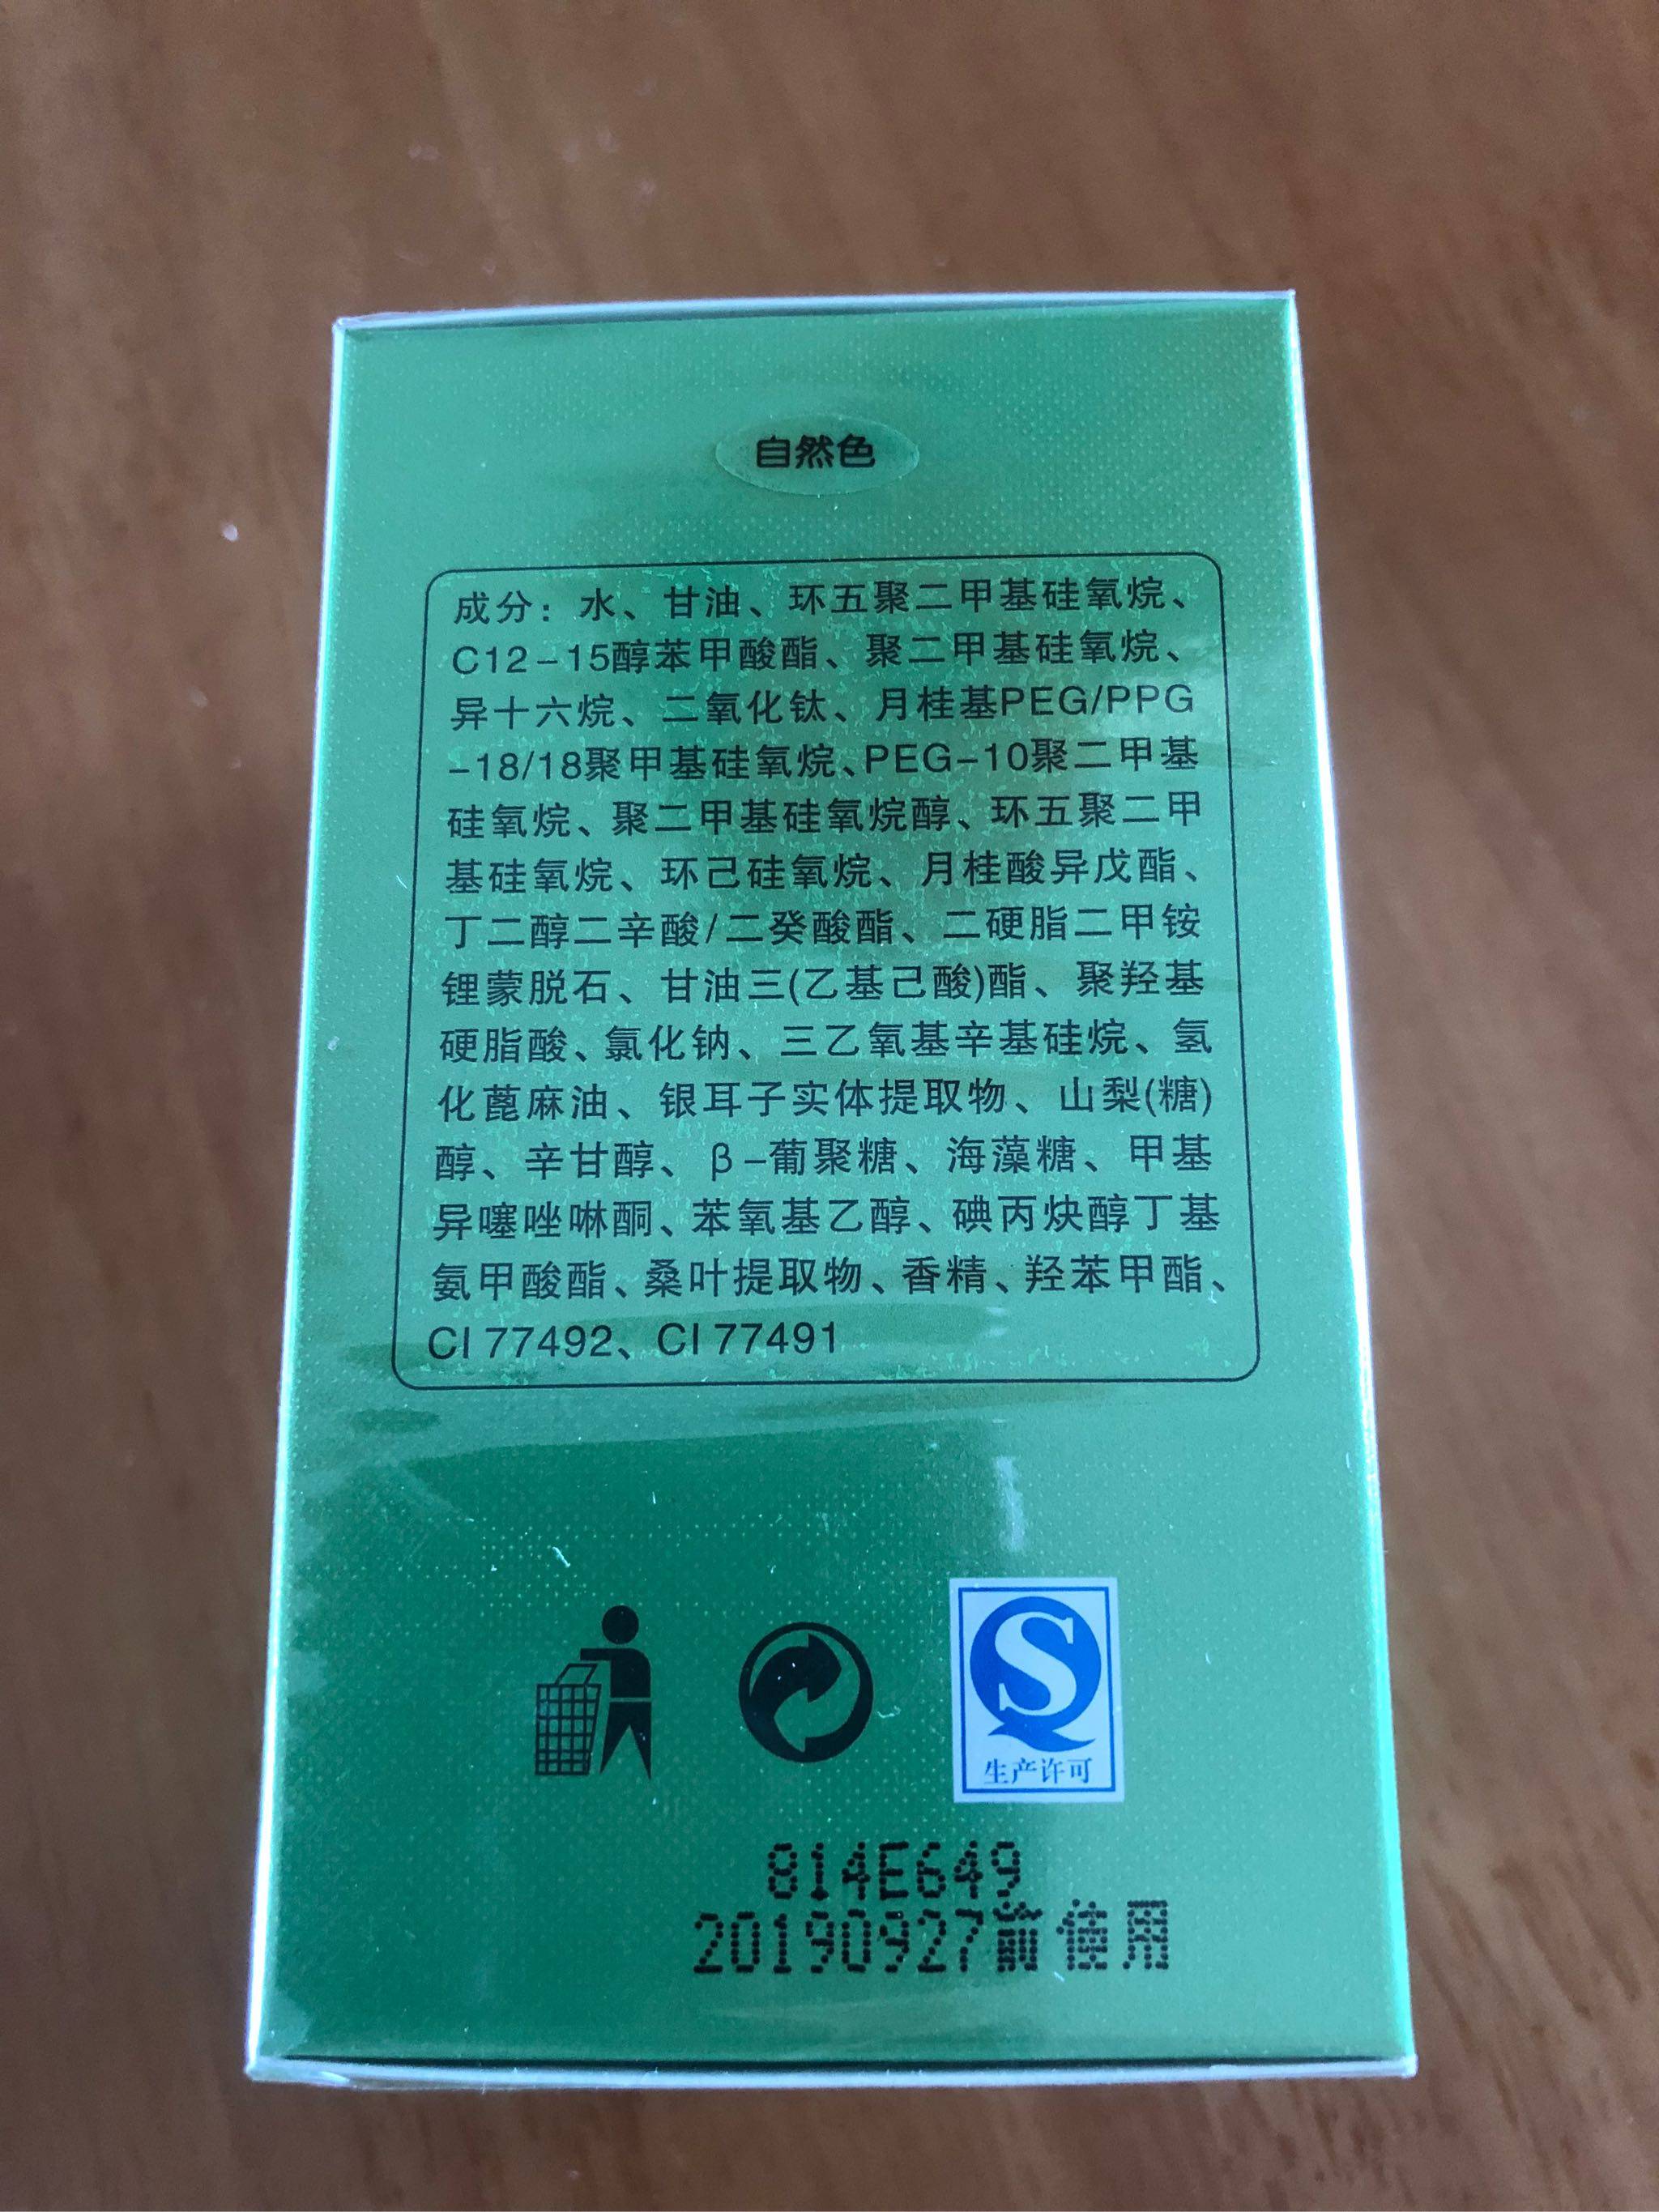 自然色
成分：水、甘油、环五聚二甲基硅氧烷、
C12-15醇苯甲酸酯、聚二甲基硅氧烷、
异十六烷、二氧化钛、月桂基PEG/PPG
-18/18聚甲基硅氧烷、PEG-10聚二甲基
硅氧烷、聚二甲基硅氧烷醇、环五聚二甲
基硅氧烷、环己硅氧烷、月桂酸异戊酯、
丁二醇二辛酸/二癸酸酯、二硬脂二甲铵
锂蒙脱石、甘油三(乙基己酸)酯、聚羟基
硬脂酸、氯化钠、三乙氧基辛基硅烷、氢
化蓖麻油、银耳子实体提取物、山梨(糖)
醇、辛甘醇、β-葡聚糖、海藻糖、甲基
异噻唑啉酮、苯氧基乙醇、碘丙炔醇丁基
氨甲酸酯、桑叶提取物、香精、羟苯甲酯、
CI 77492、CI 77491
生产许可
814E649
20190927前使用